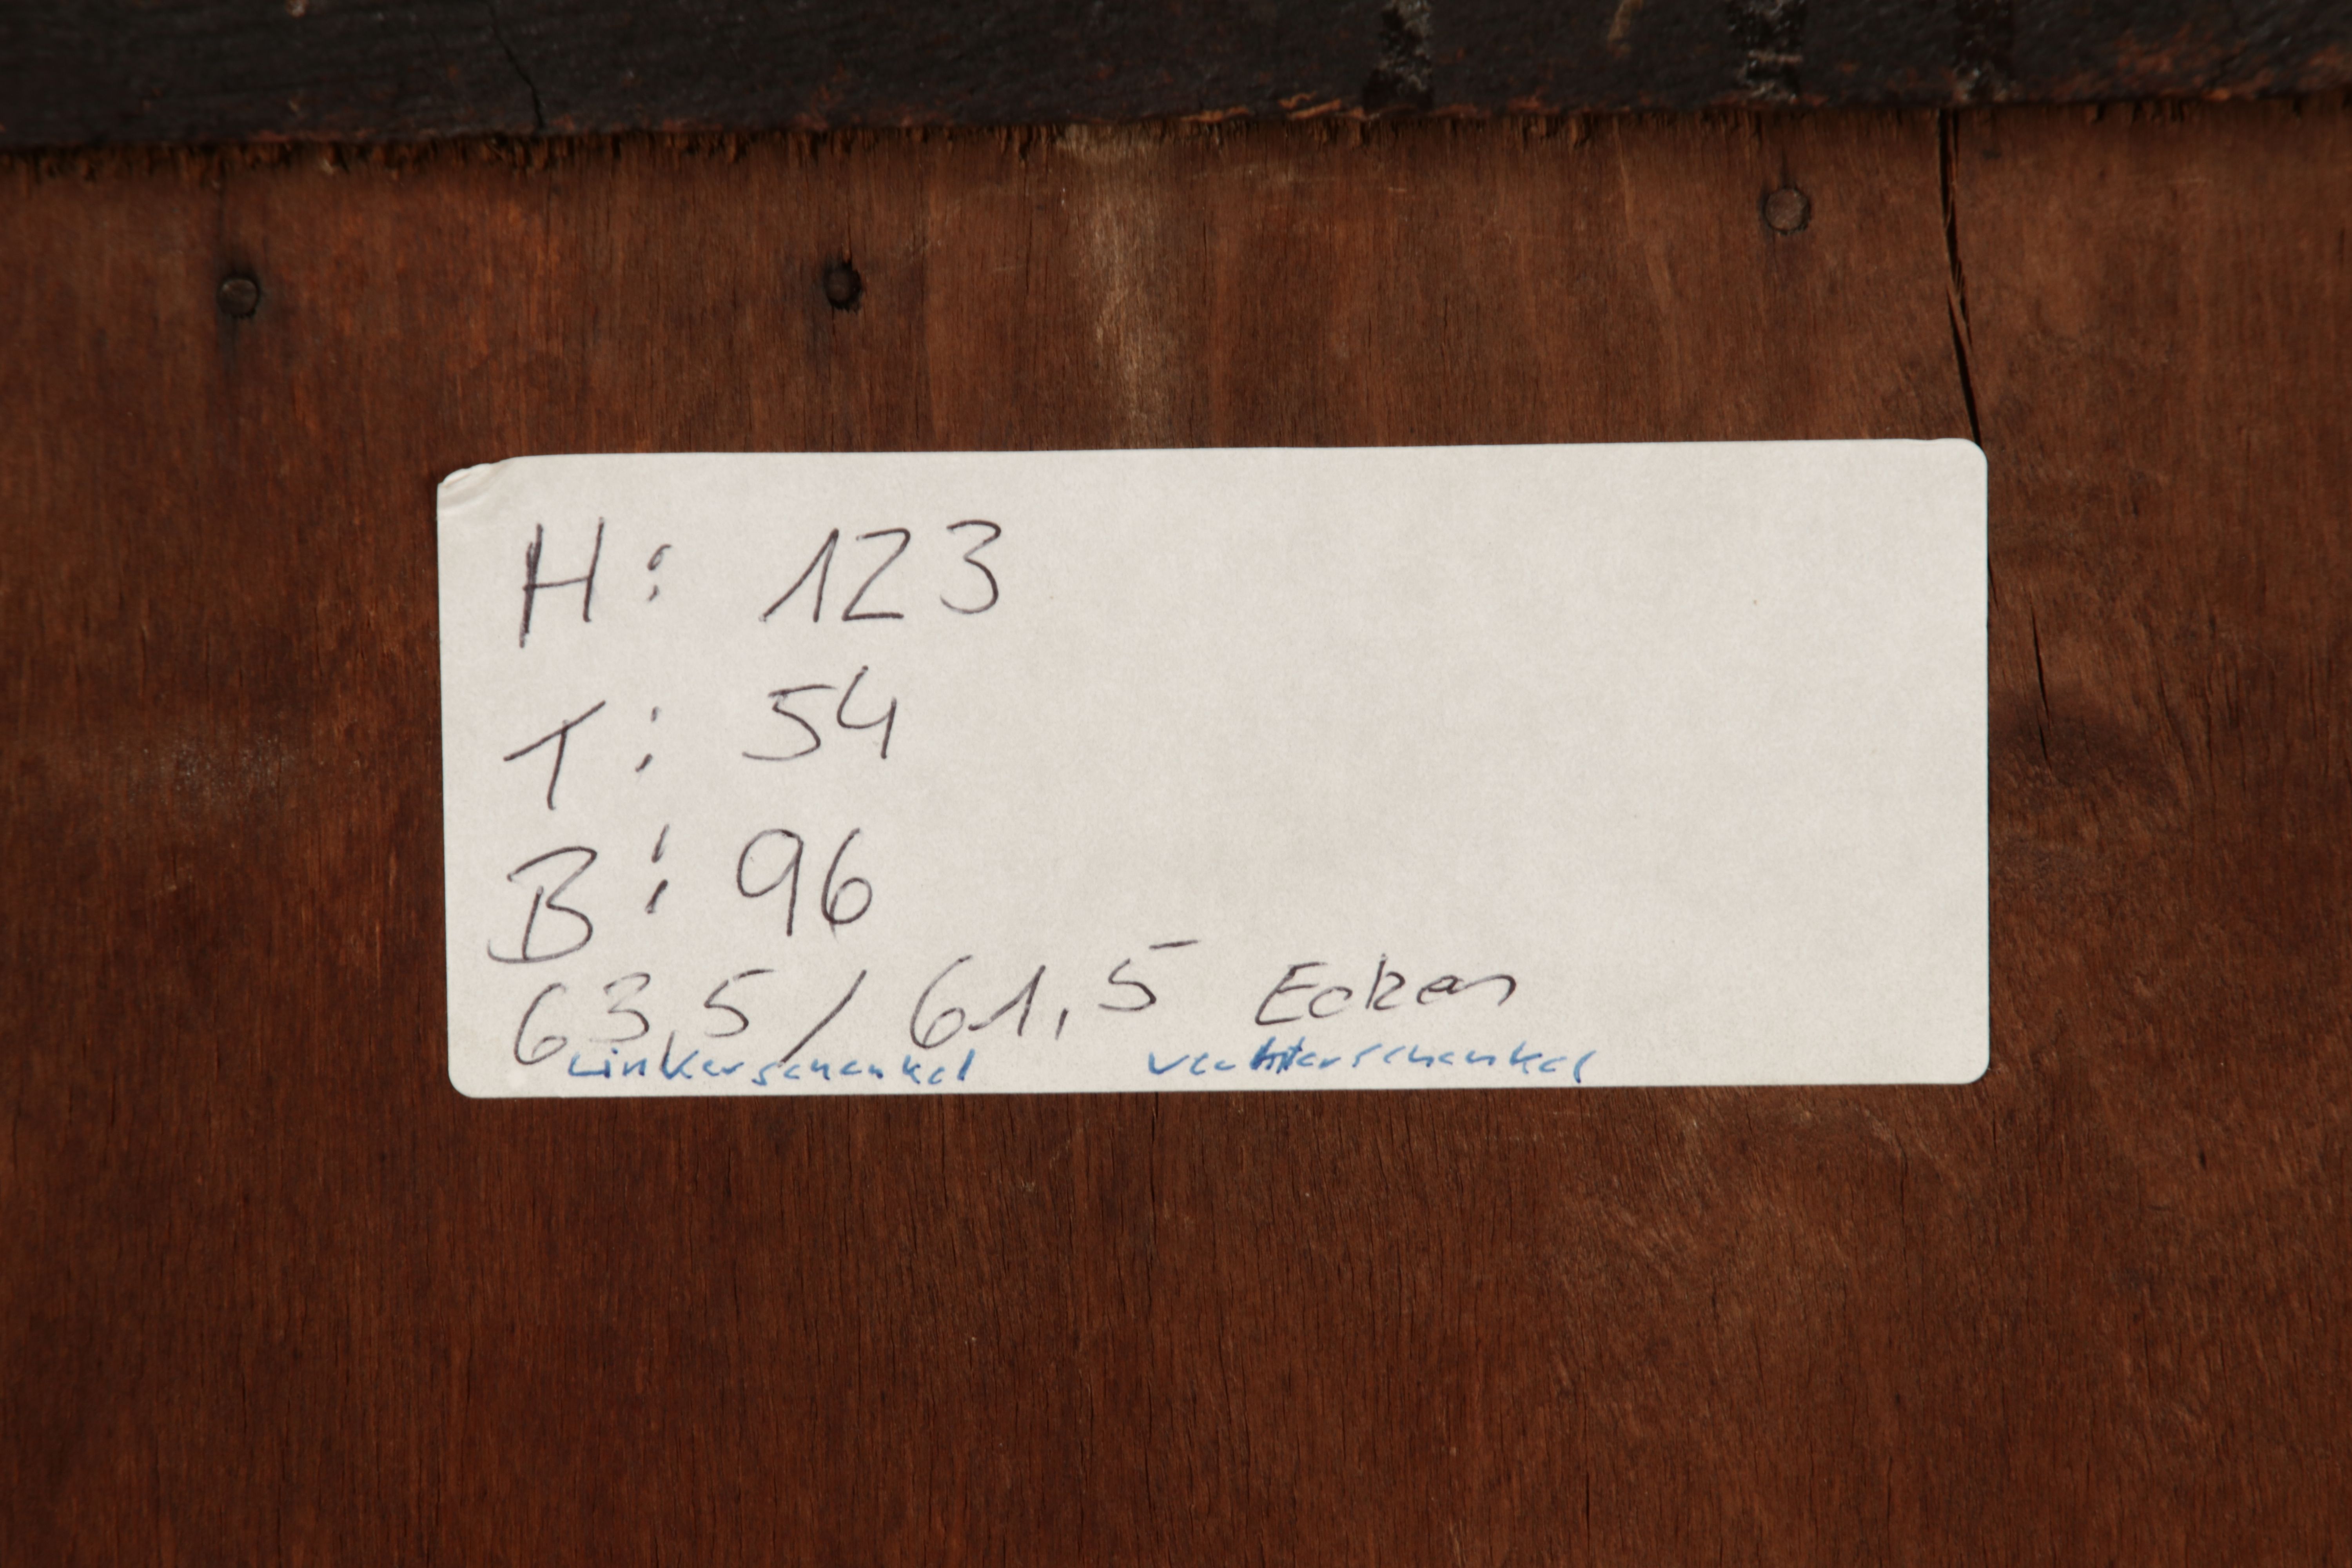 H: 123
T: 54
B: 96
63,5 / 61,5 Ecken
Linkerschenkel rechterschenkel